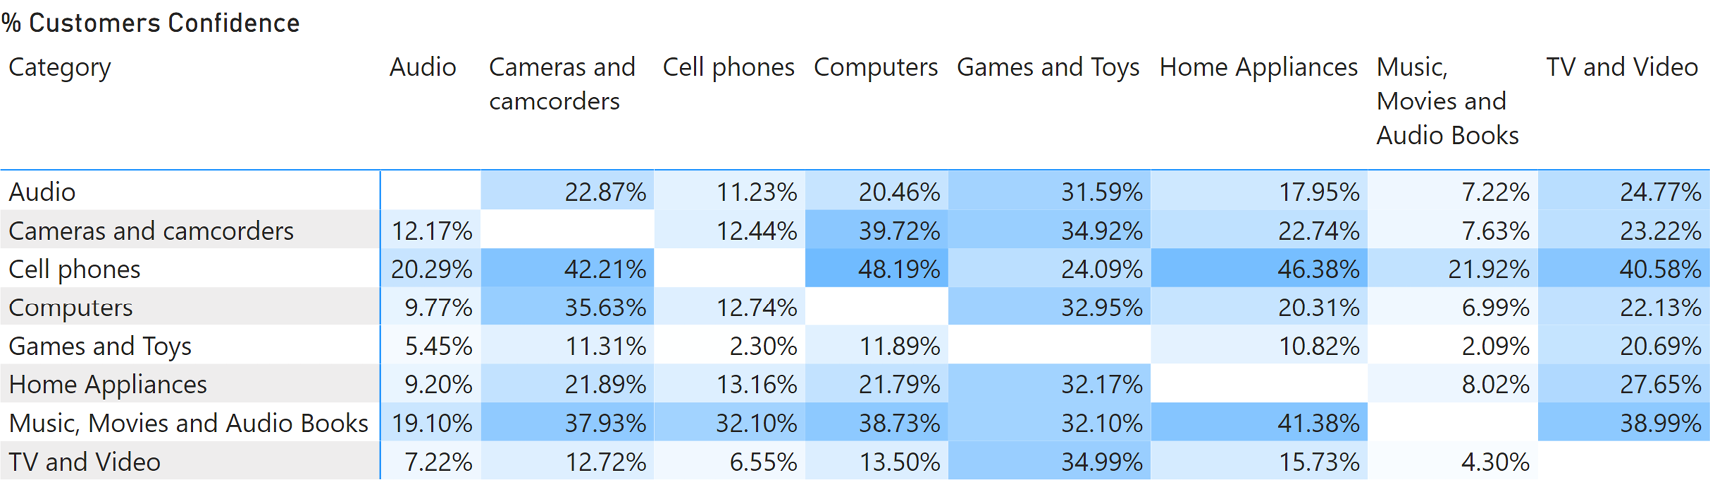 % Customers Confidence
Category Audio Cameras and Cell phones Computers Games and Toys Home Appliances Music, TV and Video
camcorders Movies and
Audio Books
Audio 22.87% 11.23% 20.46% 31.59% 17.95% 7.22% 24.77%
Cameras and camcorders 12.17% 12.44% 39.72% 34.92% 22.74% 7.63% 23.22%
Cell phones 20.29% 42.21% 48.19% 24.09% 46.38% 21.92% 40.58%
Computers 9.77% 35.63% 12.74% 32.95% 20.31% 6.99% 22.13%
Games and Toys 5.45% 11.31% 2.30% 11.89% 10.82% 2.09% 20.69%
Home Appliances 9.20% 21.89% 13.16% 21.79% 32.17% 8.02% 27.65%
Music, Movies and Audio Books 19.10% 37.93% 32.10% 38.73% 32.10% 41.38% 38.99%
TV and Video 7.22% 12.72% 6.55% 13.50% 34.99% 15.73% 4.30%